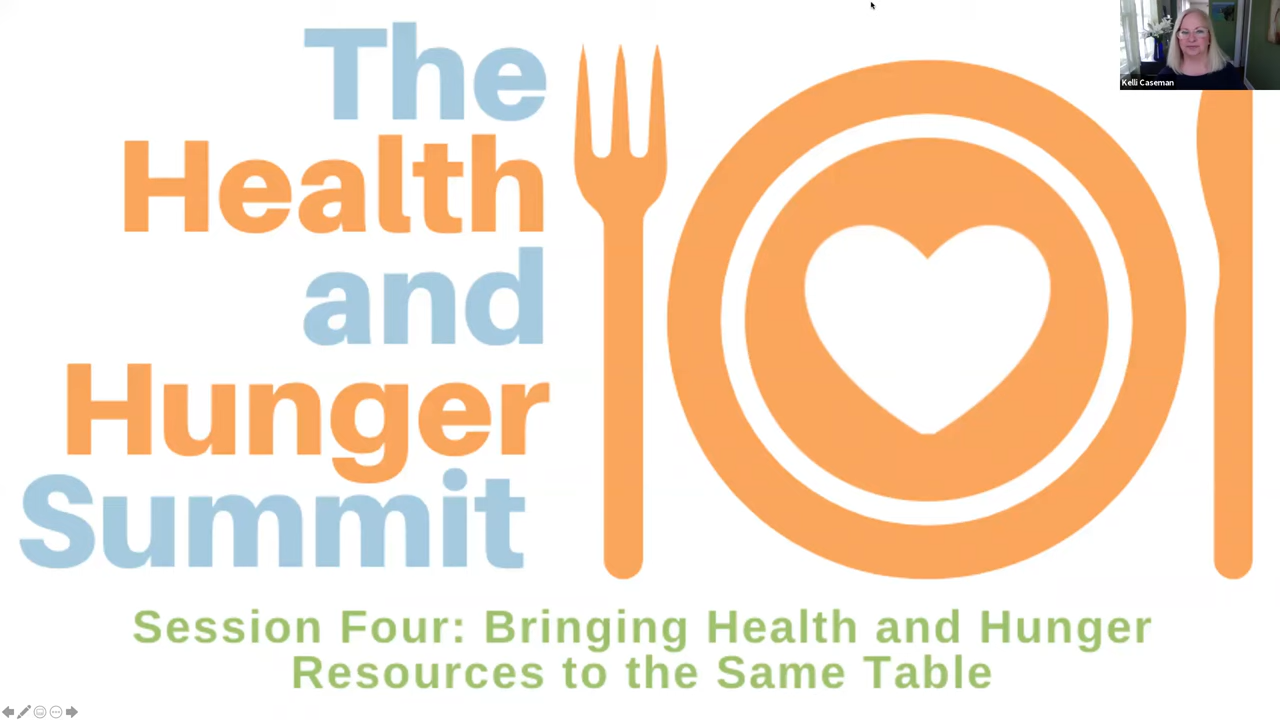 The
Health
and
Hunger
Summit
Kelli Caseman
Session Four: Bringing Health and Hunger
Resources to the Same Table